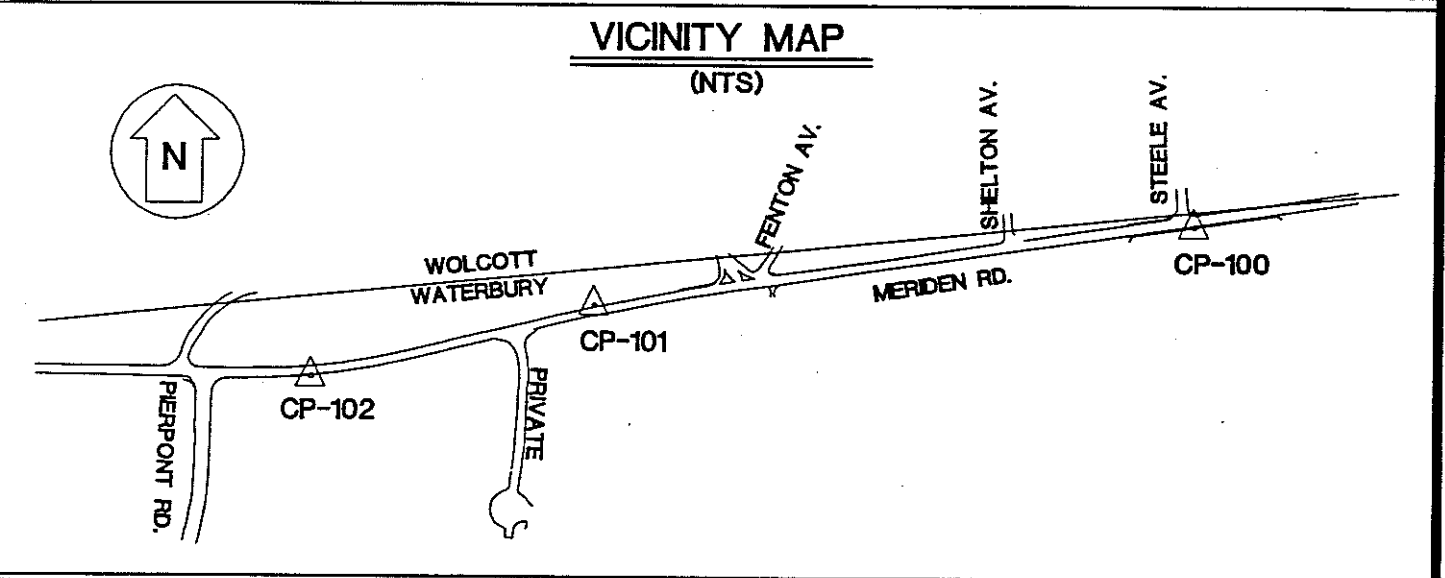 VICINITY MAP
(NTS)
N
FENTON AV.
SHELTON AV.
STEELE AV.
WOLCOTT
WATERBURY
MERIDEN RD.
CP-100
CP-101
CP-102
PIERPONT RD.
PRIVATE